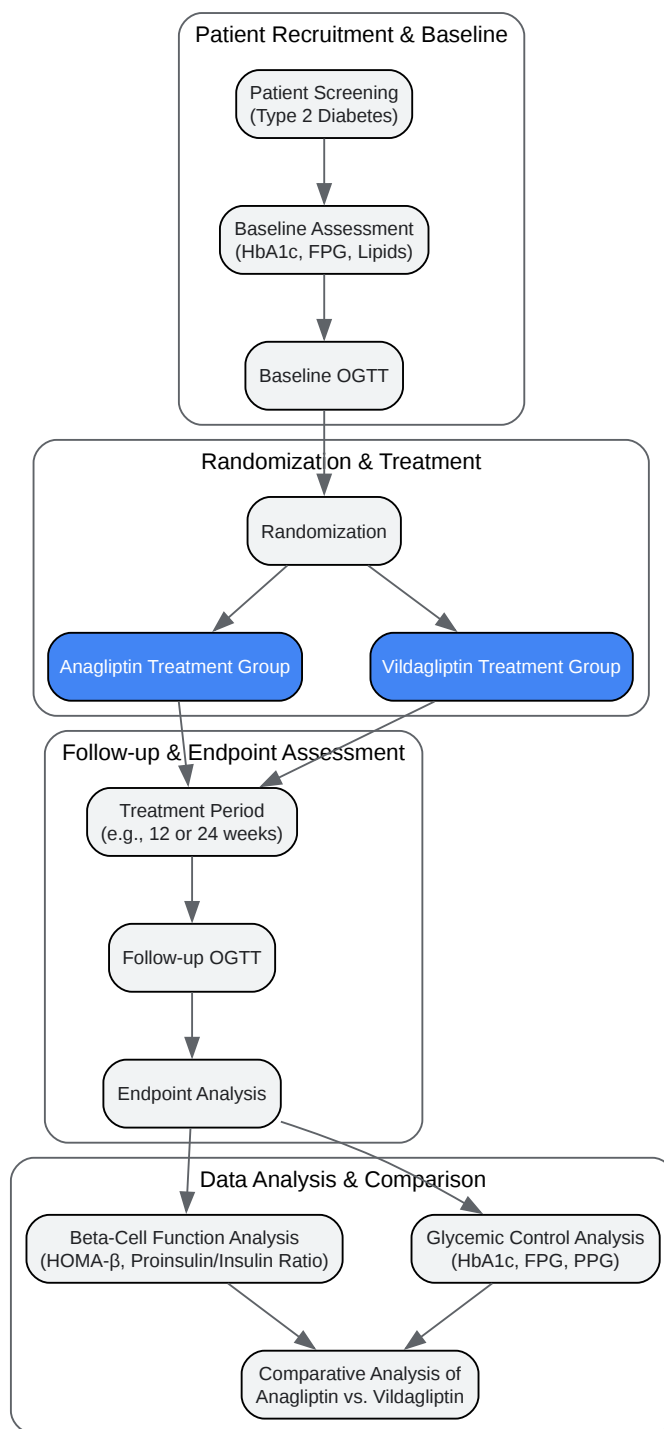 Patient Recruitment & Baseline
Patient Screening
(Type 2 Diabetes)
Baseline Assessment
(HbA1c, FPG, Lipids)
Baseline OGTT
Randomization & Treatment
Randomization
Anagliptin Treatment Group
Vildagliptin Treatment Group
Follow-up & Endpoint Assessment
Treatment Period
(e.g., 12 or 24 weeks)
Follow-up OGTT
Endpoint Analysis
Data Analysis & Comparison
Beta-Cell Function Analysis
(HOMA-β, Proinsulin/Insulin Ratio)
Glycemic Control Analysis
(HbA1c, FPG, PPG)
Comparative Analysis of
Anagliptin vs. Vildagliptin